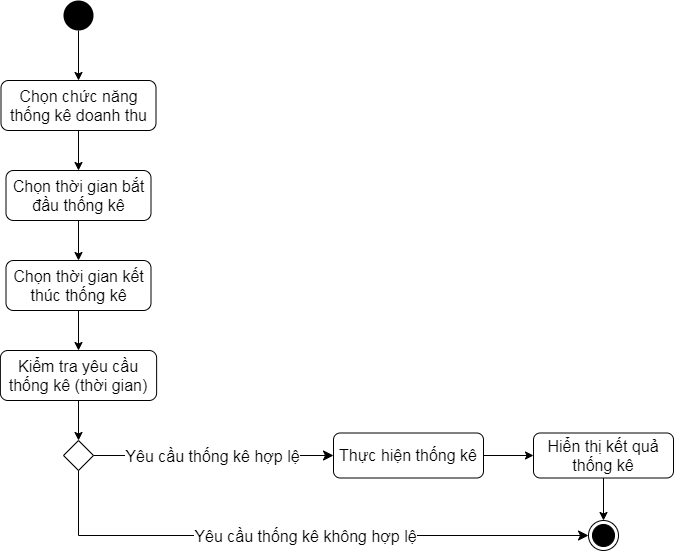 Chọn chức năng
thống kê doanh thu
Chọn thời gian bắt
đầu thống kê
Chọn thời gian kết
thúc thống kê
Kiểm tra yêu cầu
thống kê (thời gian)
Yêu cầu thống kê hợp lệ
Thực hiện thống kê
Hiển thị kết quả
thống kê
Yêu cầu thống kê không hợp lệ